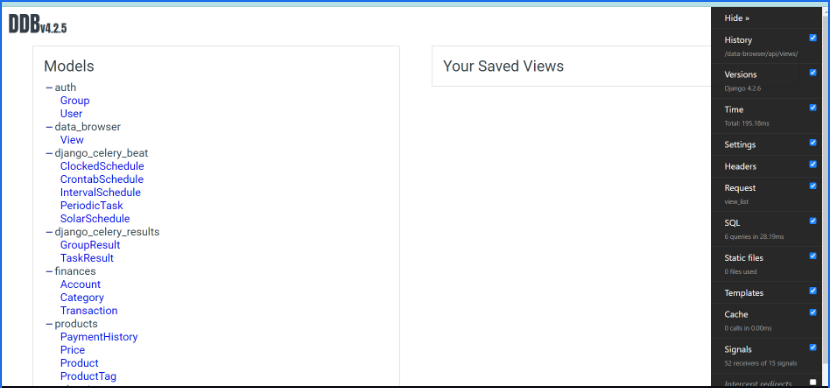 DDBv4.2.5
Models
– auth
Group
User
– data_browser
View
– django_celery_beat
ClockedSchedule
CrontabSchedule
IntervalSchedule
PeriodicTask
SolarSchedule
– django_celery_results
GroupResult
TaskResult
– finances
Account
Category
Transaction
– products
PaymentHistory
Price
Product
ProductTag
Your Saved Views
Hide »
History
/data-browser/api/views/
Versions
Django 4.2.6
Time
Total: 195.18ms
Settings
Headers
Request
view_list
SQL
6 queries in 28.19ms
Static files
0 files used
Templates
Cache
0 calls in 0.00ms
Signals
52 receivers of 15 signals
Intercept redirects